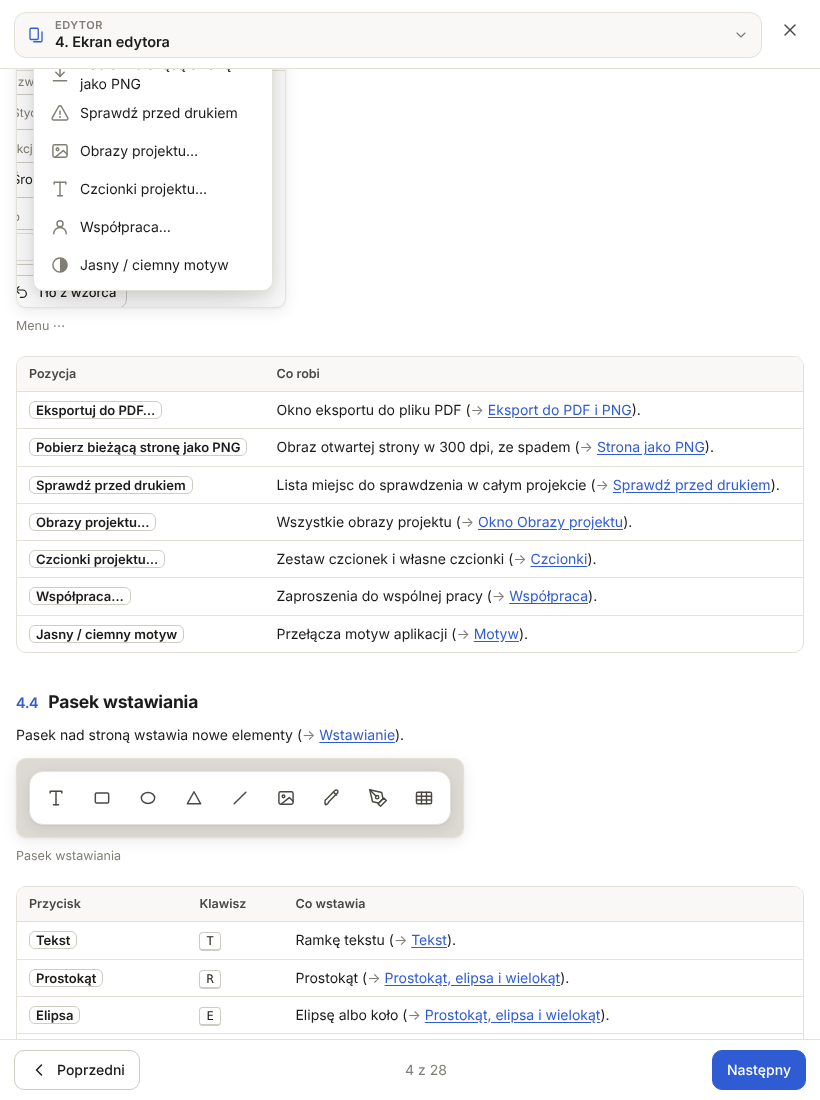 EDYTOR
4. Ekran edytora
jako PNG
Sprawdź przed drukiem
Obrazy projektu...
Czcionki projektu...
Współpraca...
Jasny / ciemny motyw
Tło z wzorca
Menu ···
Pozycja Co robi
Eksportuj do PDF... Okno eksportu do pliku PDF (→ Eksport do PDF i PNG).
Pobierz bieżącą stronę jako PNG Obraz otwartej strony w 300 dpi, ze spadem (→ Strona jako PNG).
Sprawdź przed drukiem Lista miejsc do sprawdzenia w całym projekcie (→ Sprawdź przed drukiem).
Obrazy projektu... Wszystkie obrazy projektu (→ Okno Obrazy projektu).
Czcionki projektu... Zestaw czcionek i własne czcionki (→ Czcionki).
Współpraca... Zaproszenia do wspólnej pracy (→ Współpraca).
Jasny / ciemny motyw Przełącza motyw aplikacji (→ Motyw).
4.4 Pasek wstawiania
Pasek nad stroną wstawia nowe elementy (→ Wstawianie).
Pasek wstawiania
Przycisk Klawisz Co wstawia
Tekst T Ramkę tekstu (→ Tekst).
Prostokąt R Prostokąt (→ Prostokąt, elipsa i wielokąt).
Elipsa E Elipsę albo koło (→ Prostokąt, elipsa i wielokąt).
Poprzedni 4 z 28 Następny